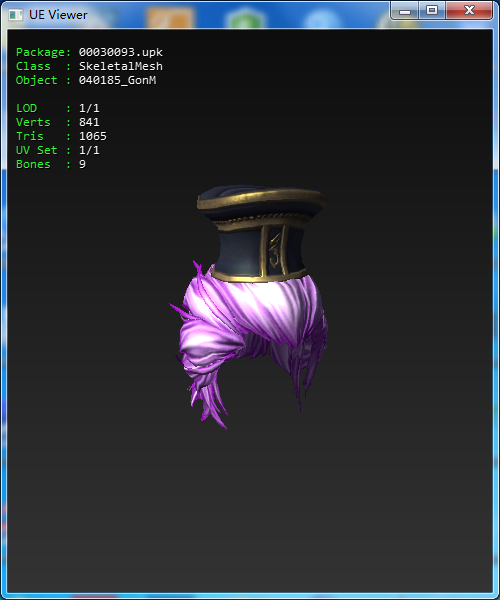 UE Viewer
Package: 00030093.upk
Class : SkeletalMesh
Object : 040185_GonM
LOD : 1/1
Verts : 841
Tris : 1065
UV Set : 1/1
Bones : 9